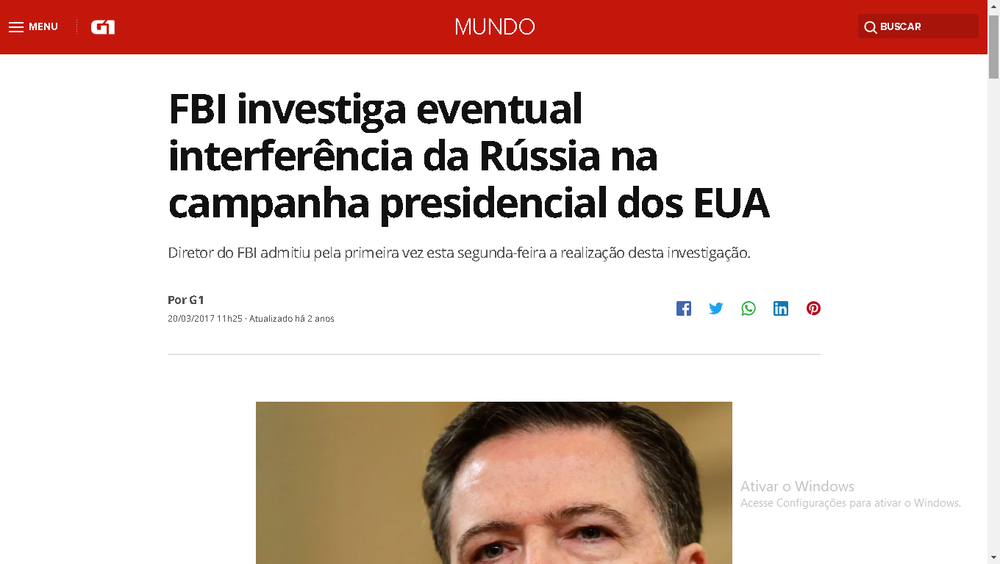 MENU
G1
MUNDO
BUSCAR
FBI investiga eventual
interferência da Rússia na
campanha presidencial dos EUA
Diretor do FBI admitiu pela primeira vez esta segunda-feira a realização desta investigação.
Por G1
20/03/2017 11h25 · Atualizado há 2 anos
Ativar o Windows
Acesse Configurações para ativar o Windows.